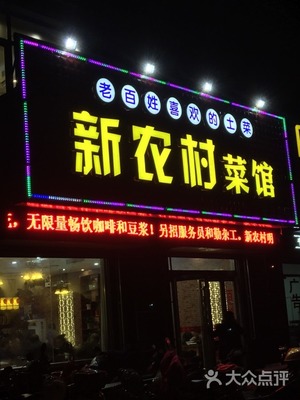 老百姓喜欢的土菜
新农村菜馆
无限量畅饮咖啡和豆浆！另招服务员和勤杂工。新农村明
大众点评